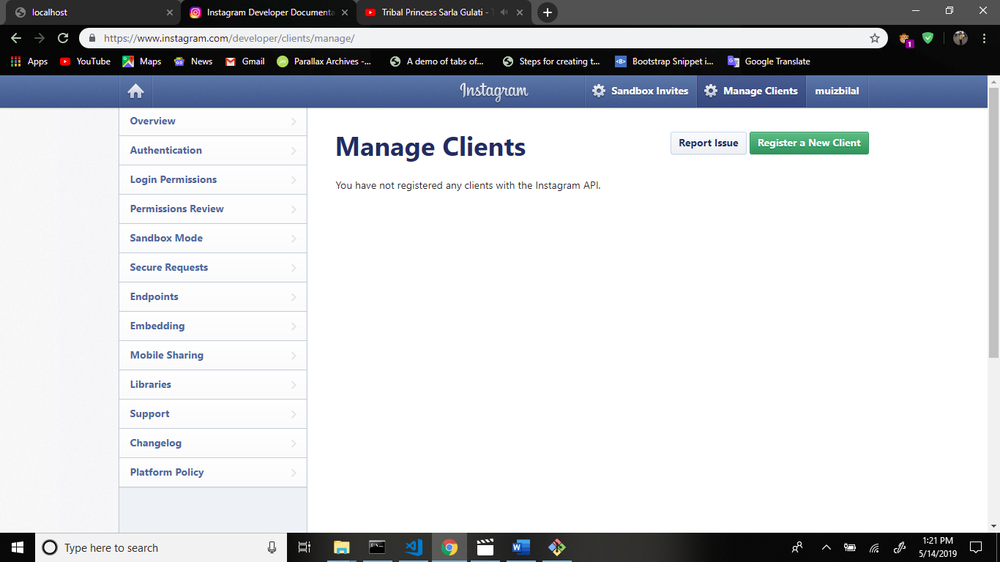 localhost
Instagram Developer Documenta
Tribal Princess Sarla Gulati -
https://www.instagram.com/developer/clients/manage/
1
Apps
YouTube
Maps
News
Gmail
Parallax Archives -...
A demo of tabs of...
Steps for creating t...
Bootstrap Snippet i...
Google Translate
Instagram
Sandbox Invites
Manage Clients
muizbilal
Overview
Authentication
Login Permissions
Permissions Review
Sandbox Mode
Secure Requests
Endpoints
Embedding
Mobile Sharing
Libraries
Support
Changelog
Platform Policy
Manage Clients
Report Issue
Register a New Client
You have not registered any clients with the Instagram API.
Type here to search
1:21 PM
5/14/2019